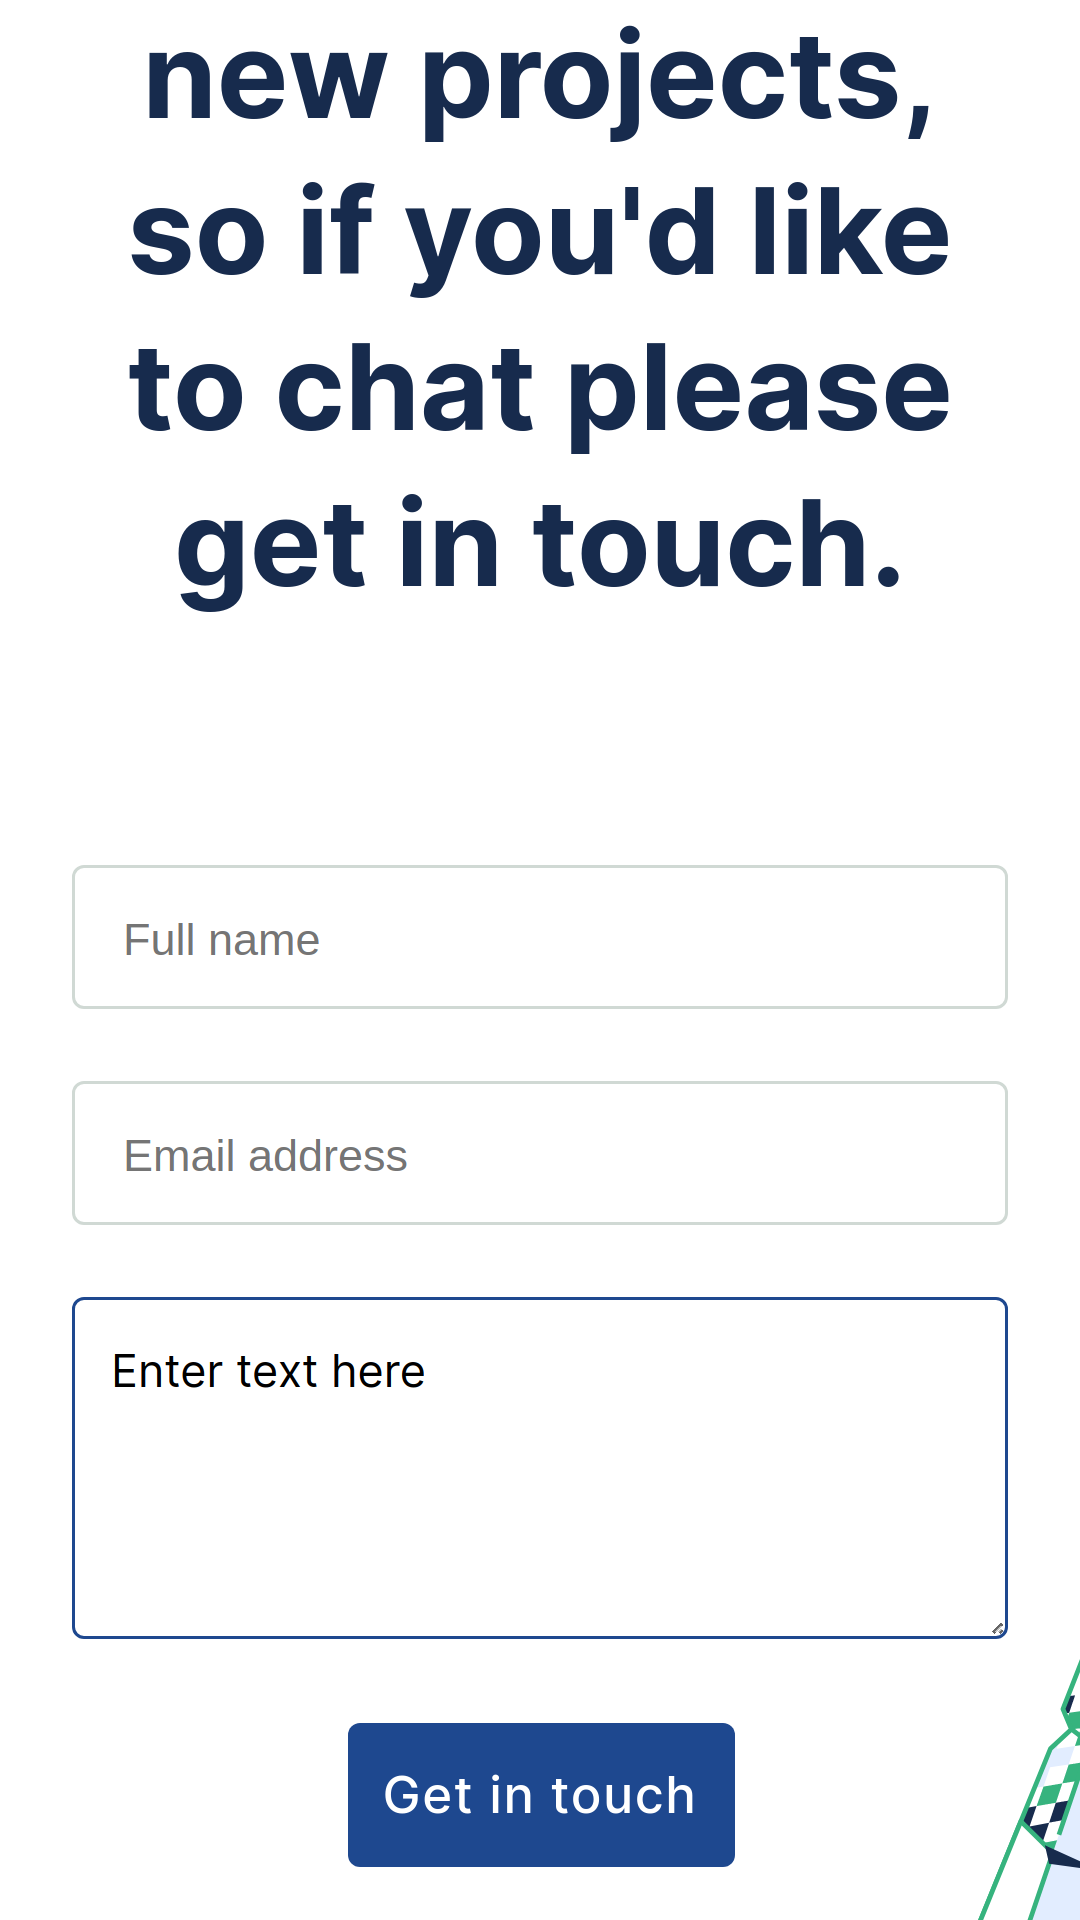 new projects,
so if you'd like
to chat please
get in touch.
Full name
Email address
Enter text here
Get in touch